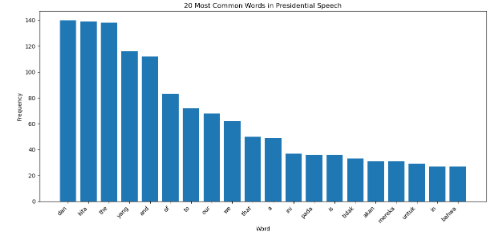 20 Most Common Words in Presidential Speech
Frequency
140
120
100
80
60
40
20
0
dan kita the yang and of to our we that a ini pada is tidak akan mereka untuk in bahwa
Word